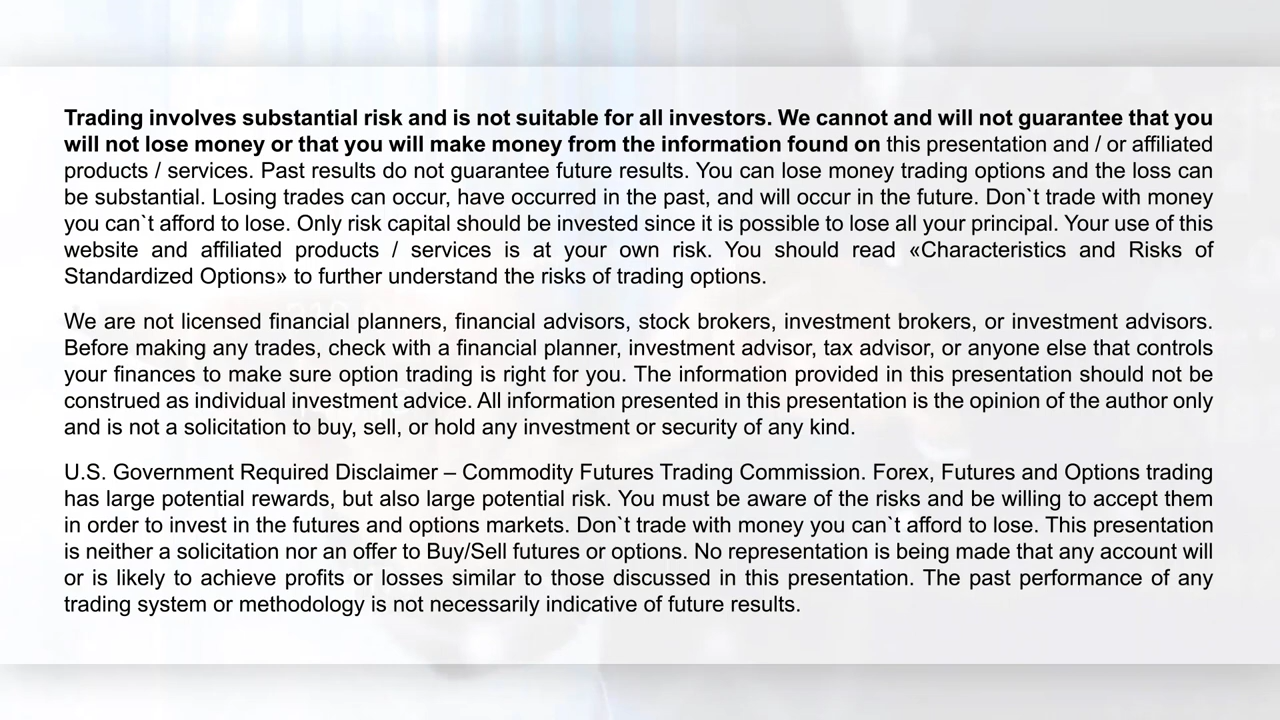 Trading involves substantial risk and is not suitable for all investors. We cannot and will not guarantee that you
will not lose money or that you will make money from the information found on this presentation and / or affiliated
products / services. Past results do not guarantee future results. You can lose money trading options and the loss can
be substantial. Losing trades can occur, have occurred in the past, and will occur in the future. Don`t trade with money
you can`t afford to lose. Only risk capital should be invested since it is possible to lose all your principal. Your use of this
website and affiliated products / services is at your own risk. You should read «Characteristics and Risks of
Standardized Options» to further understand the risks of trading options.
We are not licensed financial planners, financial advisors, stock brokers, investment brokers, or investment advisors.
Before making any trades, check with a financial planner, investment advisor, tax advisor, or anyone else that controls
your finances to make sure option trading is right for you. The information provided in this presentation should not be
construed as individual investment advice. All information presented in this presentation is the opinion of the author only
and is not a solicitation to buy, sell, or hold any investment or security of any kind.
U.S. Government Required Disclaimer – Commodity Futures Trading Commission. Forex, Futures and Options trading
has large potential rewards, but also large potential risk. You must be aware of the risks and be willing to accept them
in order to invest in the futures and options markets. Don`t trade with money you can`t afford to lose. This presentation
is neither a solicitation nor an offer to Buy/Sell futures or options. No representation is being made that any account will
or is likely to achieve profits or losses similar to those discussed in this presentation. The past performance of any
trading system or methodology is not necessarily indicative of future results.